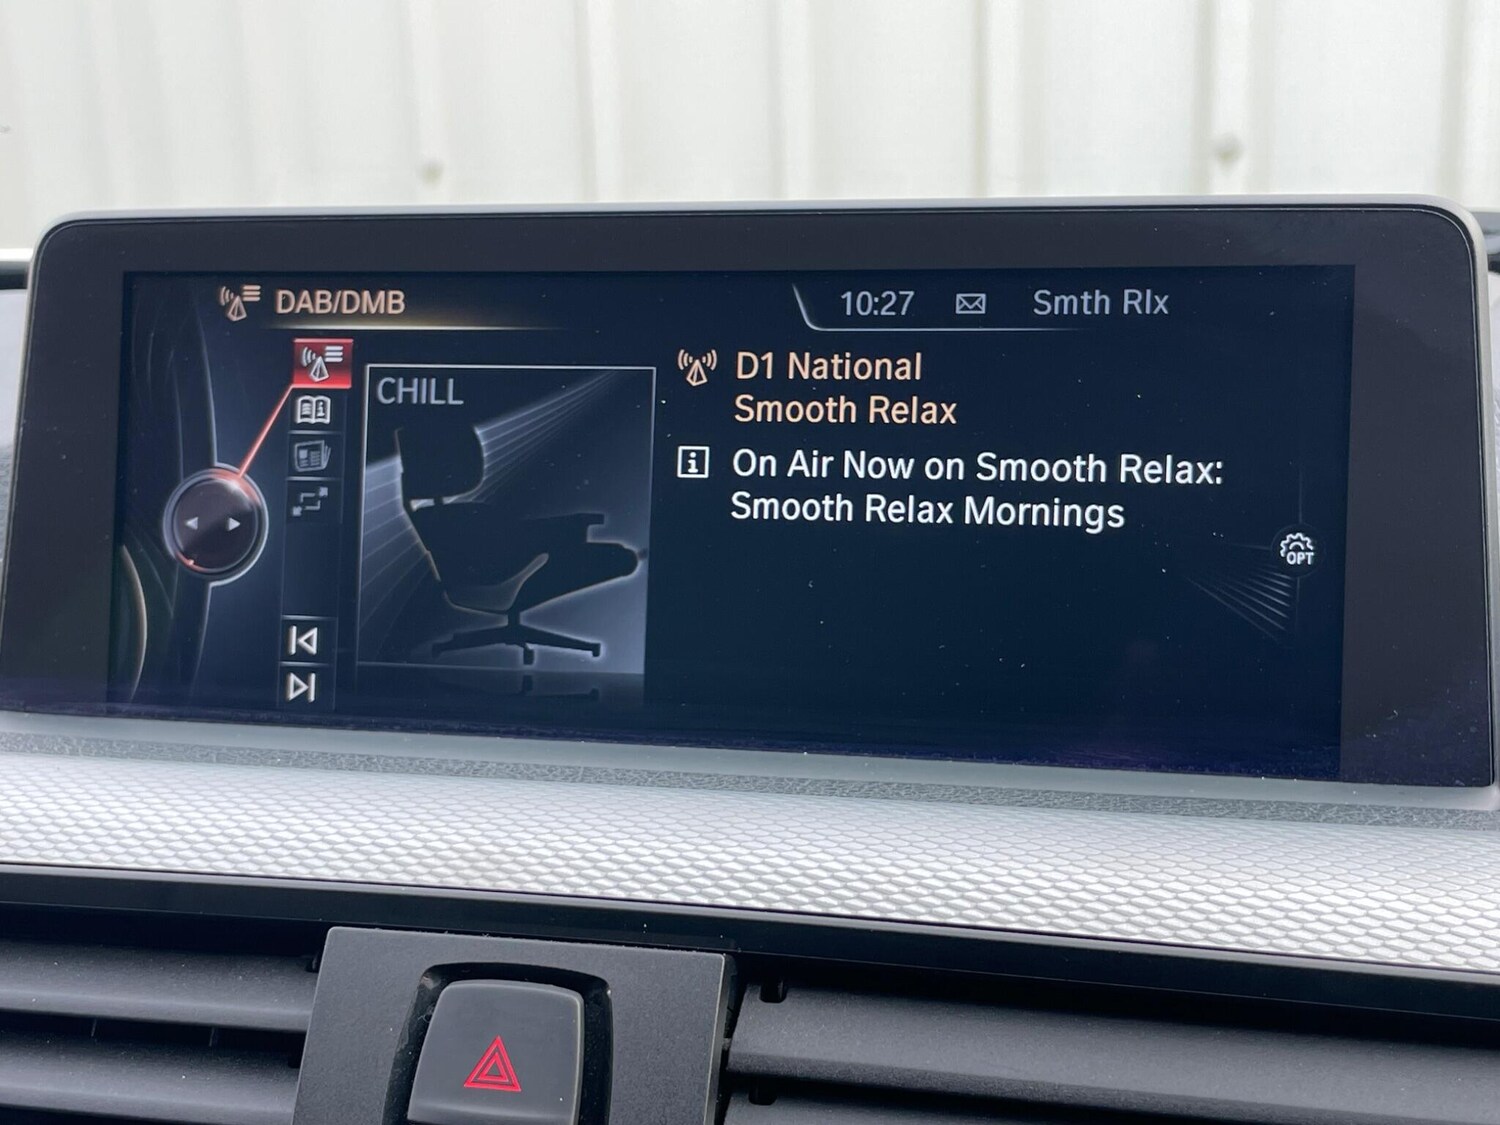 DAB/DMB
10:27
Smth Rlx
CHILL
D1 National
Smooth Relax
i
On Air Now on Smooth Relax:
Smooth Relax Mornings
OPT